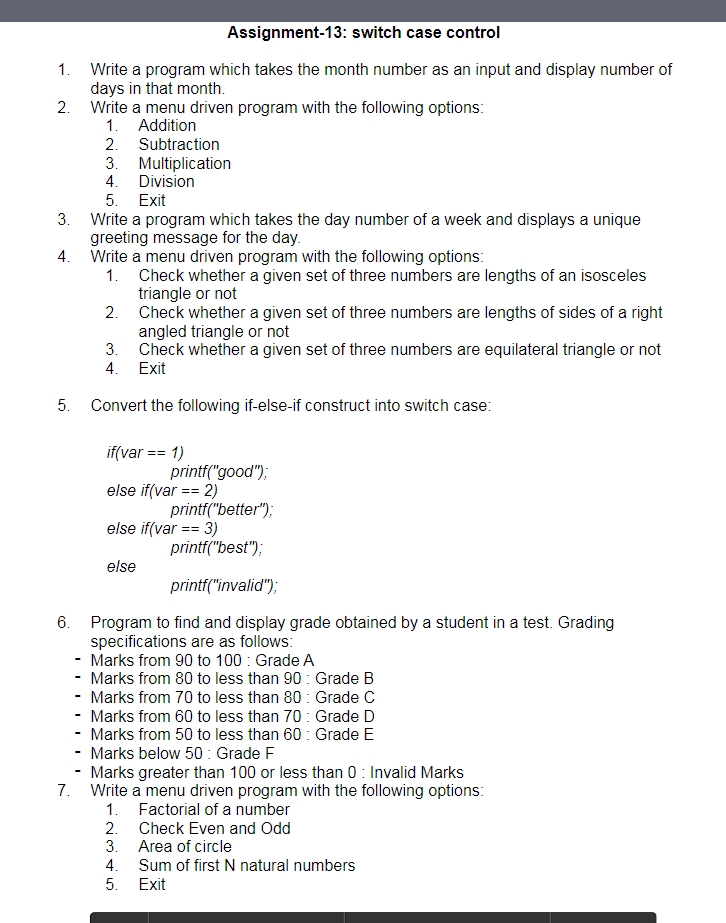 Assignment-13: switch case control
1. Write a program which takes the month number as an input and display number of
days in that month.
2. Write a menu driven program with the following options:
1. Addition
2. Subtraction
3. Multiplication
4. Division
5. Exit
3. Write a program which takes the day number of a week and displays a unique
greeting message for the day.
4. Write a menu driven program with the following options:
1. Check whether a given set of three numbers are lengths of an isosceles
triangle or not
2. Check whether a given set of three numbers are lengths of sides of a right
angled triangle or not
3. Check whether a given set of three numbers are equilateral triangle or not
4. Exit
5. Convert the following if-else-if construct into switch case:
if(var == 1)
printf("good");
else if(var == 2)
printf("better");
else if(var == 3)
printf("best");
else
printf("invalid");
6. Program to find and display grade obtained by a student in a test. Grading
specifications are as follows:
- Marks from 90 to 100 : Grade A
- Marks from 80 to less than 90 : Grade B
- Marks from 70 to less than 80 : Grade C
- Marks from 60 to less than 70 : Grade D
- Marks from 50 to less than 60 : Grade E
- Marks below 50 : Grade F
- Marks greater than 100 or less than 0 : Invalid Marks
7. Write a menu driven program with the following options:
1. Factorial of a number
2. Check Even and Odd
3. Area of circle
4. Sum of first N natural numbers
5. Exit